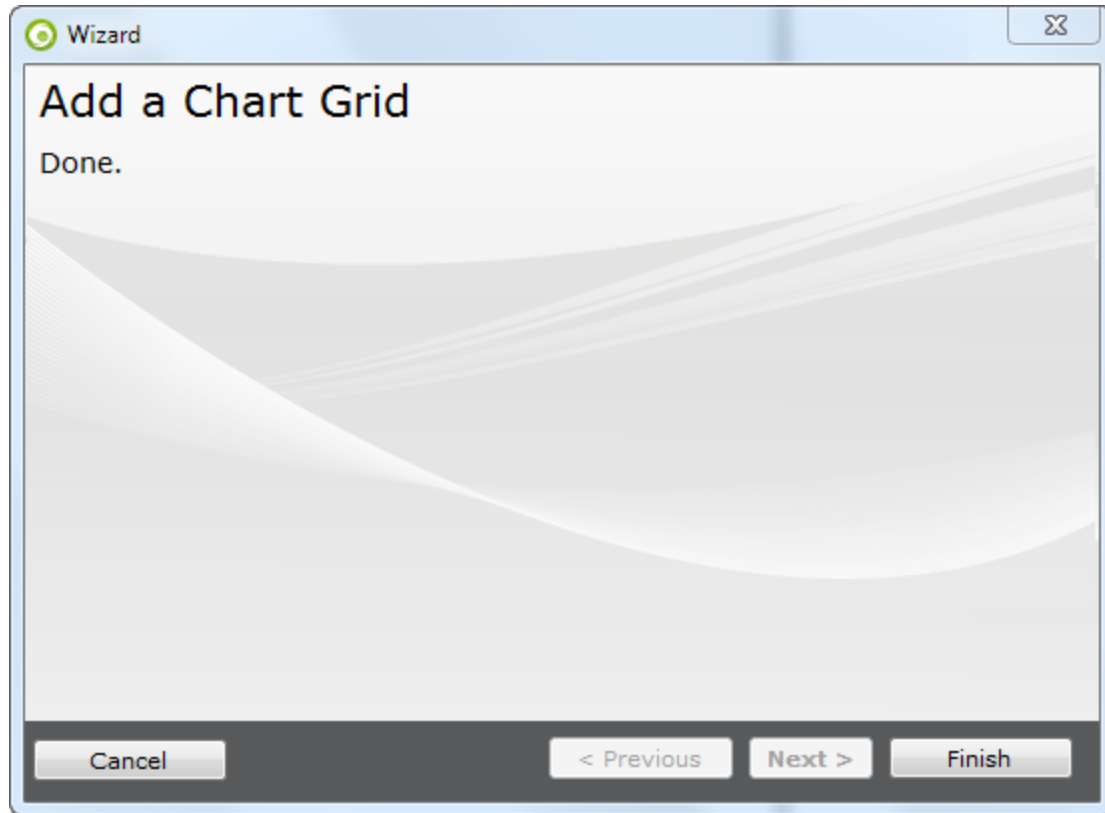 Wizard
Add a Chart Grid
Done.
Cancel
< Previous
Next >
Finish